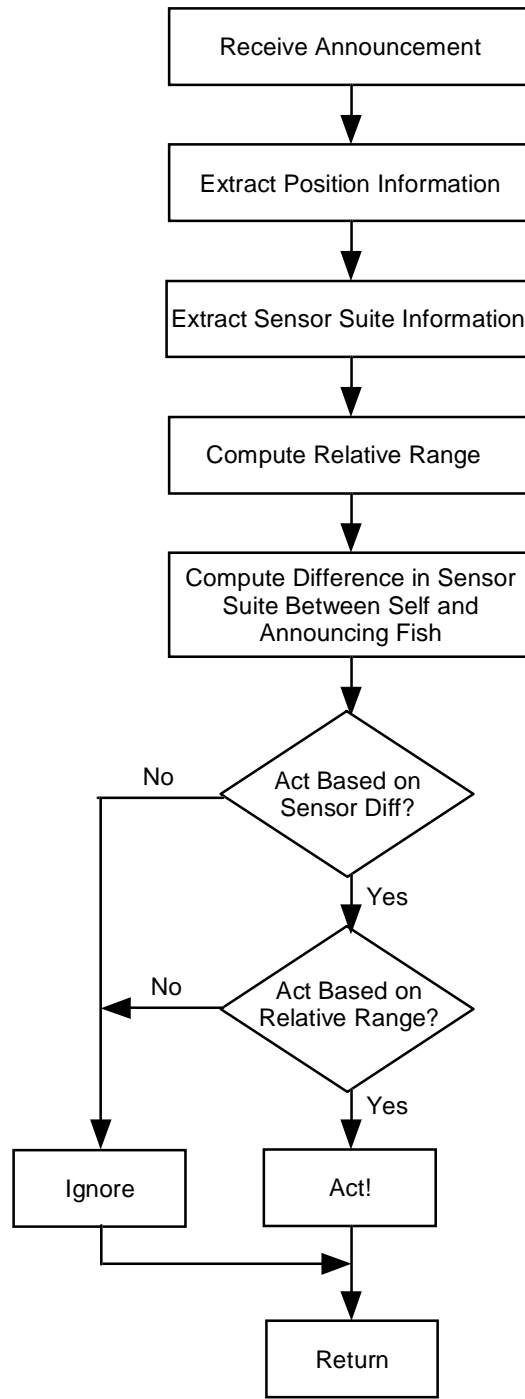 Receive Announcement
Extract Position Information
Extract Sensor Suite Information
Compute Relative Range
Compute Difference in Sensor
Suite Between Self and
Announcing Fish
No
Act Based on
Sensor Diff?
Yes
No
Act Based on
Relative Range?
Yes
Ignore
Act!
Return